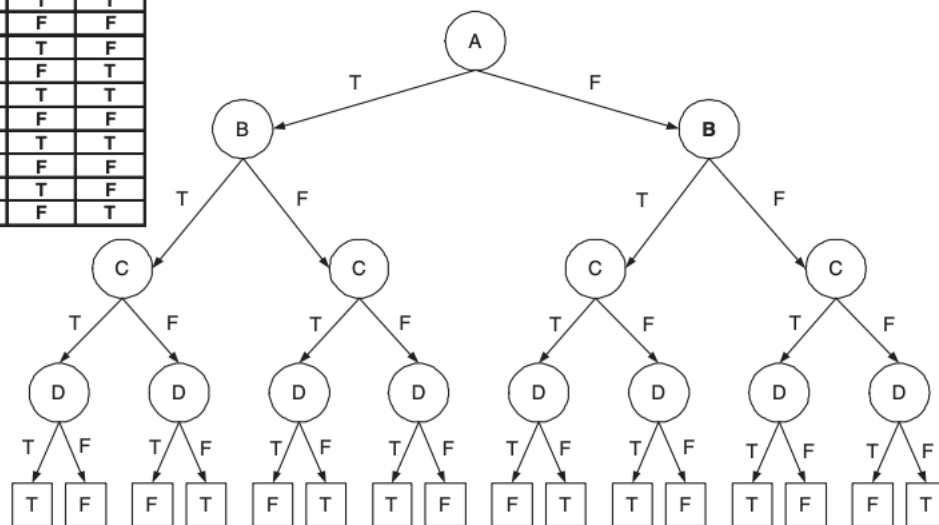 T T
F F
T F
F T
T T
F F
T T
F F
T F
F T
A
T F
B B
T F T F
C C C C
T F T F T F T F
D D D D D D D D
T F T F T F T F T F T F T F T F
T F F T F T T F F T T F T F F T